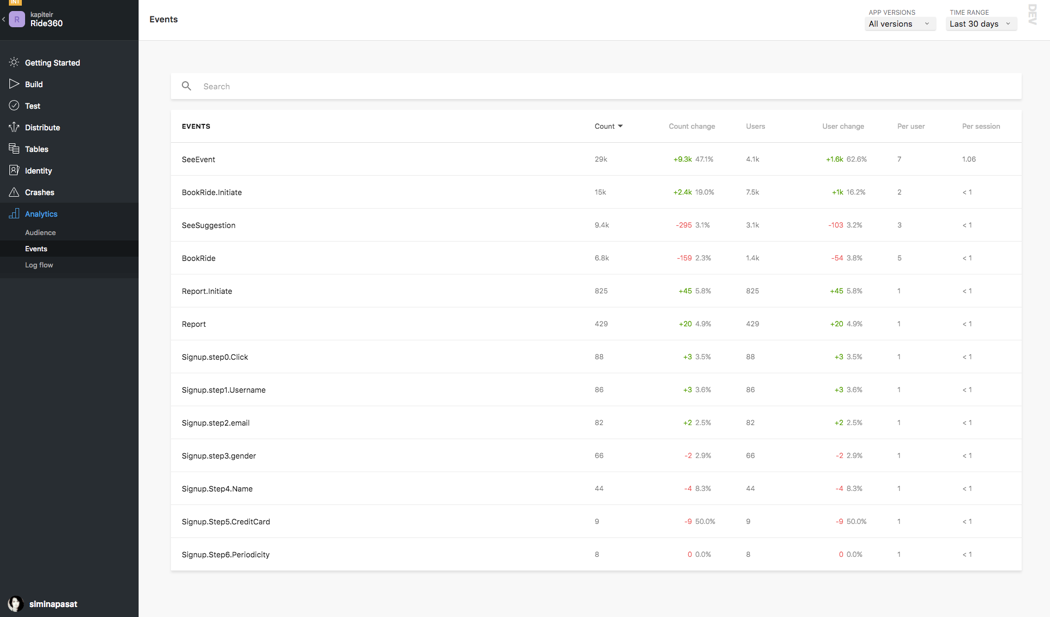 INT
kapiteir
Ride360
R
Events
APP VERSIONS
All versions
TIME RANGE
Last 30 days
DEV
Getting Started
Build
Test
Distribute
Tables
Identity
Crashes
Analytics
Audience
Events
Log flow
siminapasat
Search
EVENTS Count Count change Users User change Per user Per session
SeeEvent 29k +9.3k 47.1% 4.1k +1.6k 62.6% 7 1.06
BookRide.Initiate 15k +2.4k 19.0% 7.5k +1k 16.2% 2 < 1
SeeSuggestion 9.4k -295 3.1% 3.1k -103 3.2% 3 < 1
BookRide 6.8k -159 2.3% 1.4k -54 3.8% 5 < 1
Report.Initiate 825 +45 5.8% 825 +45 5.8% 1 < 1
Report 429 +20 4.9% 429 +20 4.9% 1 < 1
Signup.step0.Click 88 +3 3.5% 88 +3 3.5% 1 < 1
Signup.step1.Username 86 +3 3.6% 86 +3 3.6% 1 < 1
Signup.step2.email 82 +2 2.5% 82 +2 2.5% 1 < 1
Signup.step3.gender 66 -2 2.9% 66 -2 2.9% 1 < 1
Signup.Step4.Name 44 -4 8.3% 44 -4 8.3% 1 < 1
Signup.Step5.CreditCard 9 -9 50.0% 9 -9 50.0% 1 < 1
Signup.Step6.Periodicity 8 0 0.0% 8 0 0.0% 1 < 1